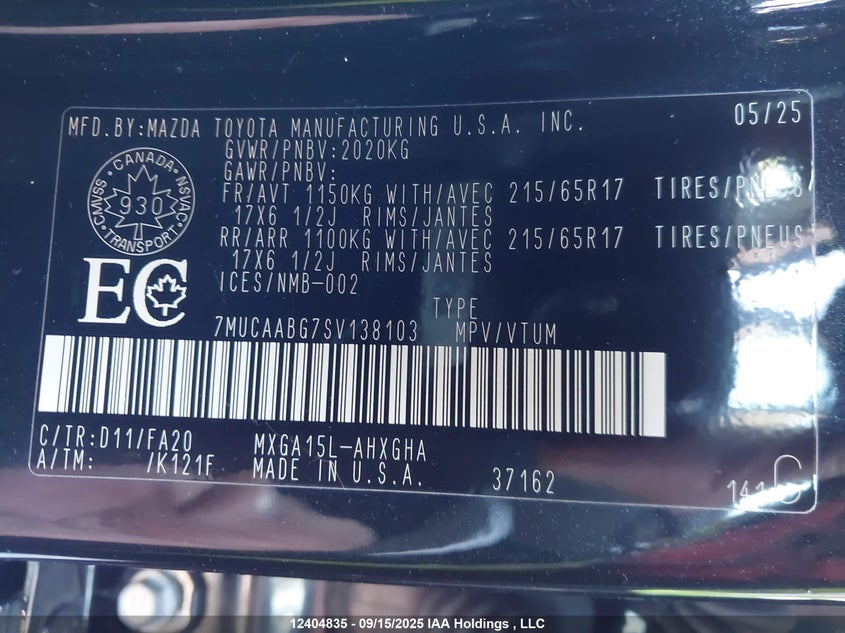 MFD.BY:MAZDA TOYOTA MANUFACTURING U.S.A. INC. 05/25
GVWR/PNBV:2020KG
GAWR/PNBV:
FR/AVT 1150KG WITH/AVEC 215/65R17 TIRES/PNEUS
17X6 1/2J RIMS/JANTES
RR/ARR 1100KG WITH/AVEC 215/65R17 TIRES/PNEUS
17X6 1/2J RIMS/JANTES
ICES/NMB-002
CANADA
CMVSS NSVAC
930
TRANSPORT
EC
TYPE
7MUCAABG7SV138103 MPV/VTUM
C/TR:D11/FA20 MXGA15L-AHXGHA
A/TM: /K121F MADE IN U.S.A. 37162
C
12404835 - 09/15/2025 IAA Holdings , LLC